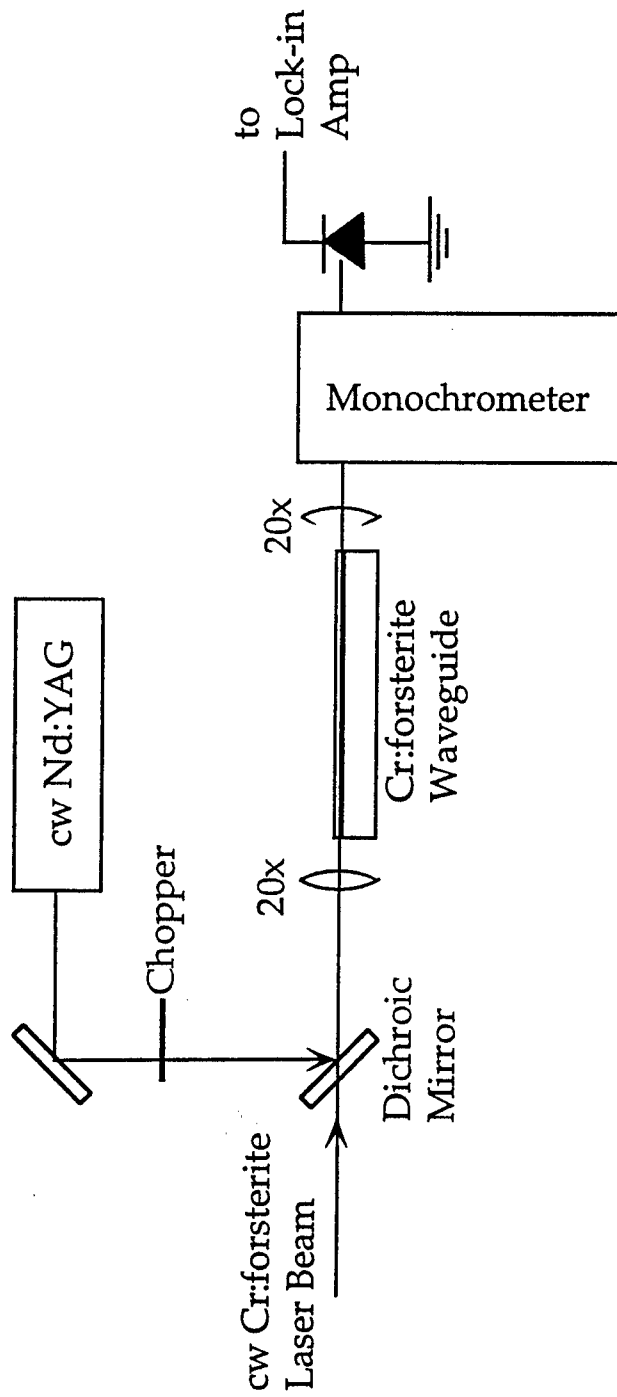 cw Nd:YAG
Chopper
cw Cr:forsterite
Laser Beam
Dichroic
Mirror
20x
Cr:forsterite
Waveguide
20x
Monochrometer
to
Lock-in
Amp